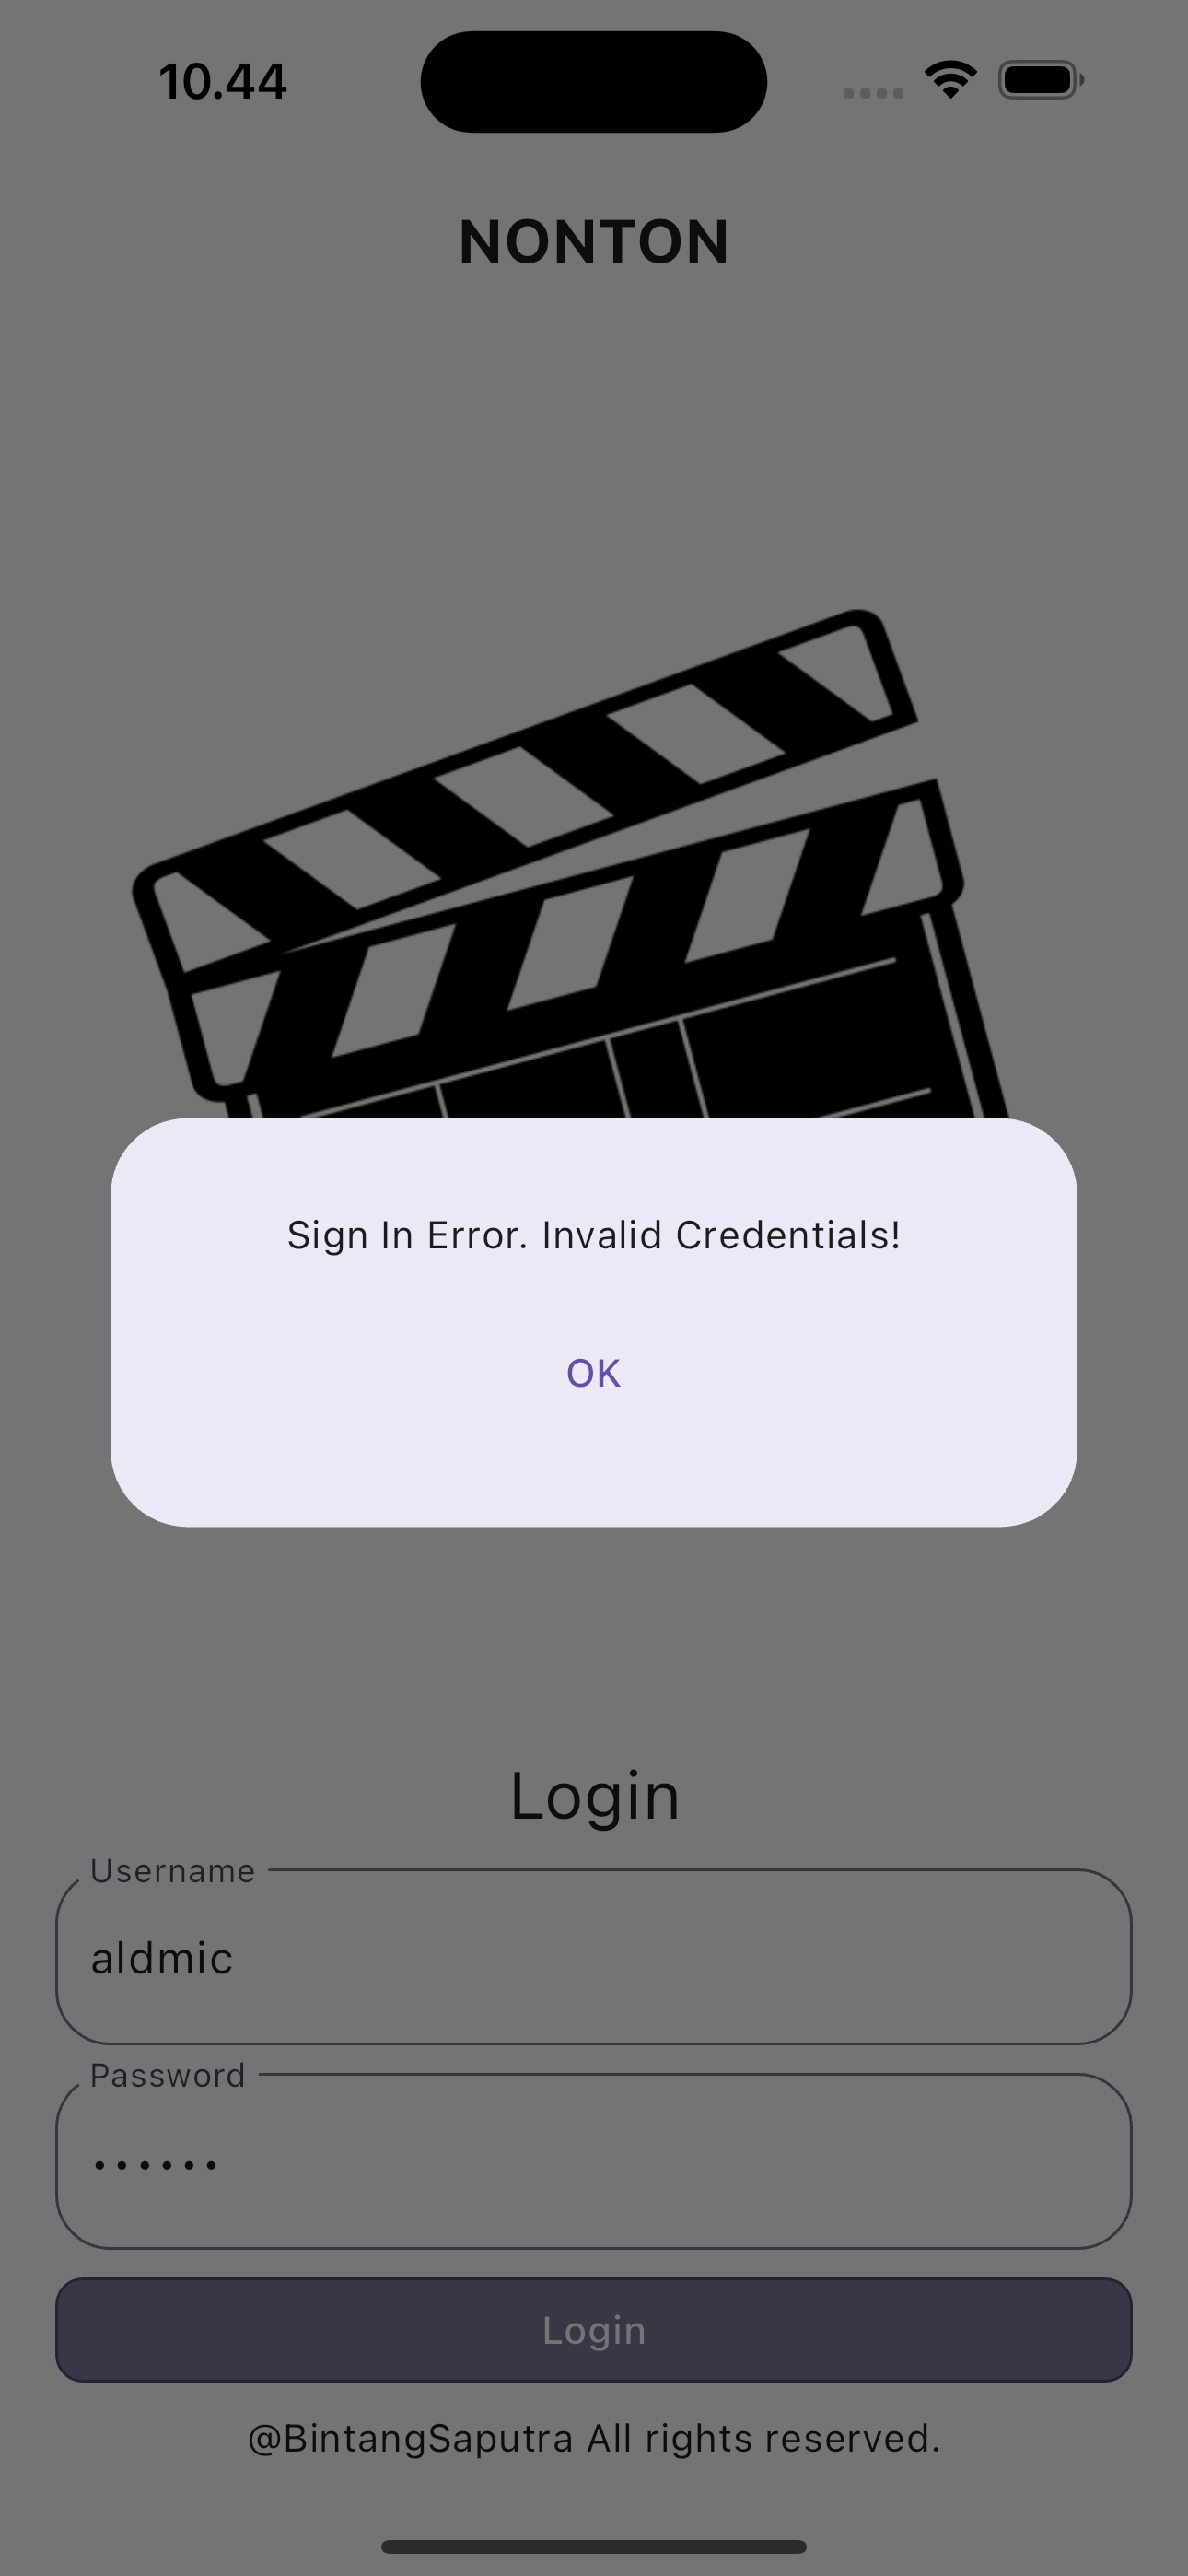 10.44
NONTON
Sign In Error. Invalid Credentials!
OK
Login
Username
aldmic
Password
••••••
Login
@BintangSaputra All rights reserved.